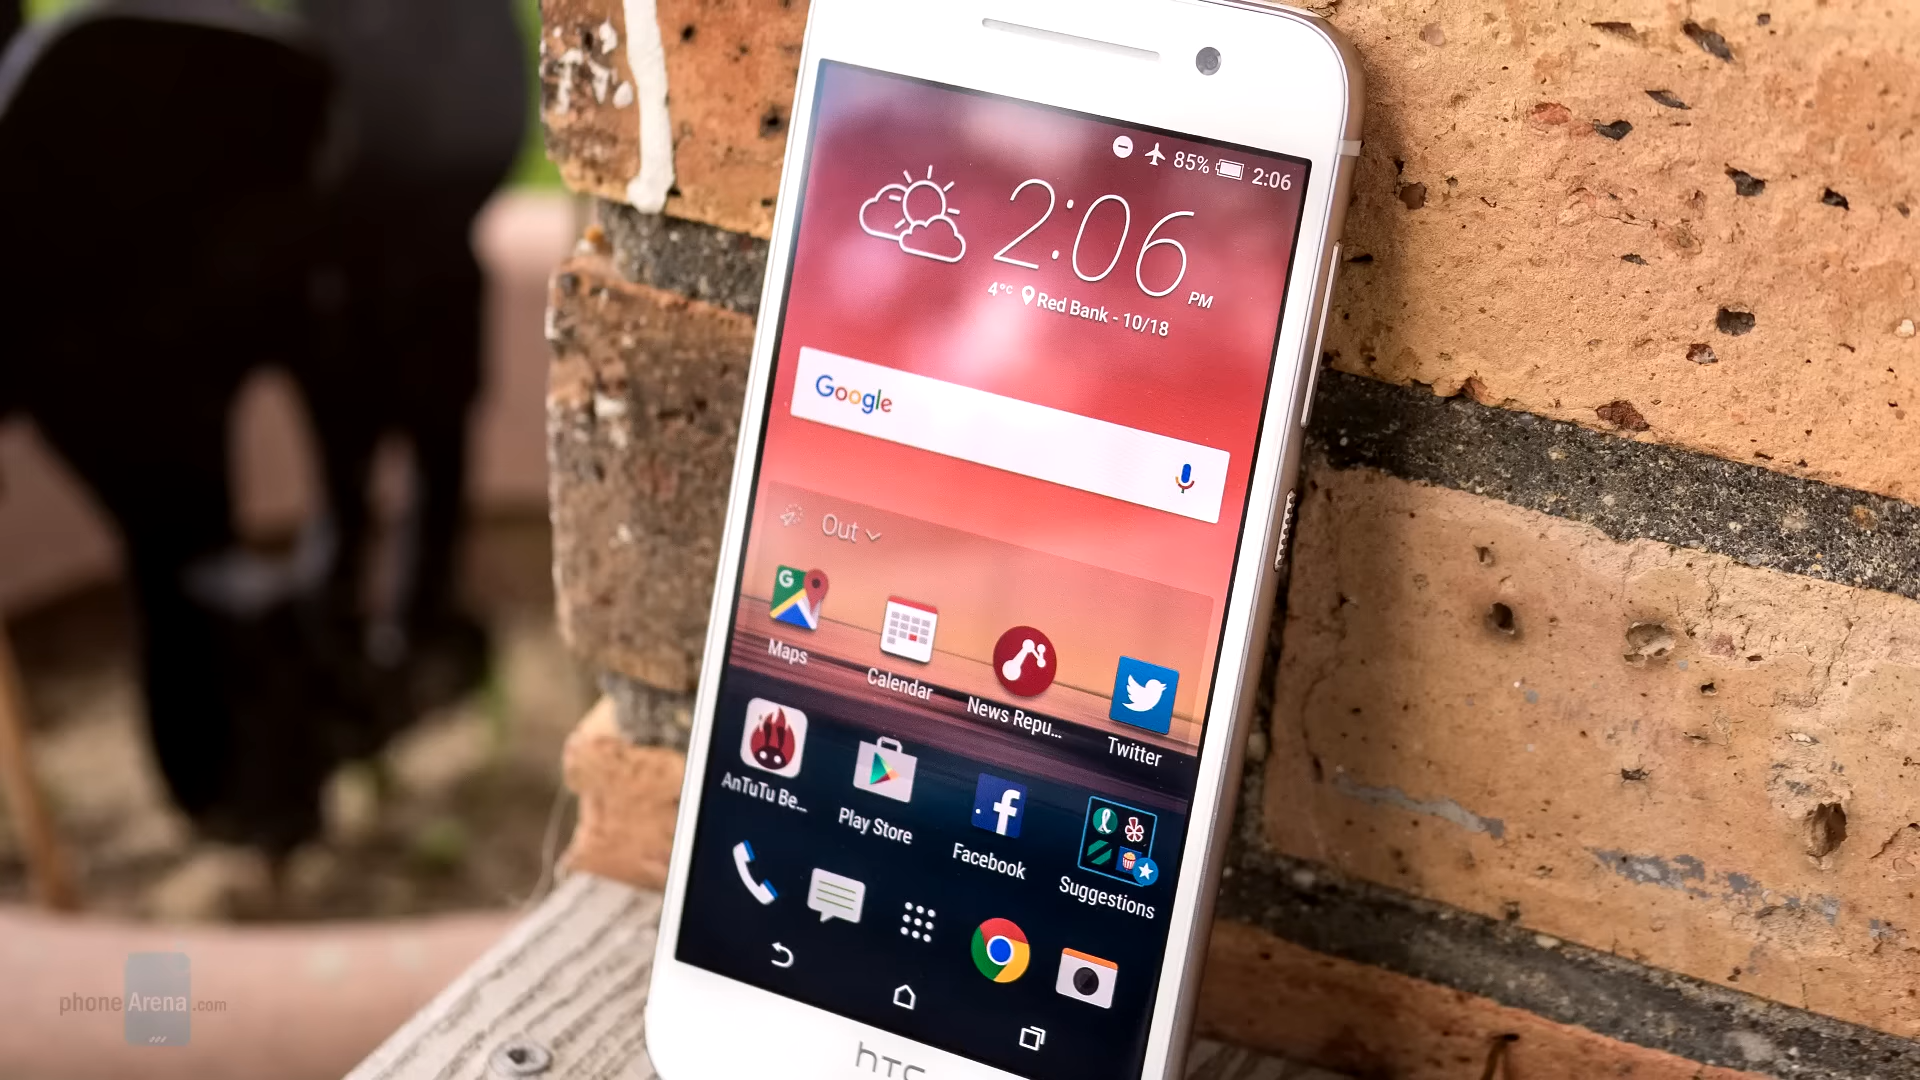 85% 2:06
2:06 PM
4°C Red Bank - 10/18
Google
Out
G
Maps
Calendar
News Repu...
Twitter
AnTuTu Be...
Play Store
Facebook
Suggestions
hTC
phoneArena.com